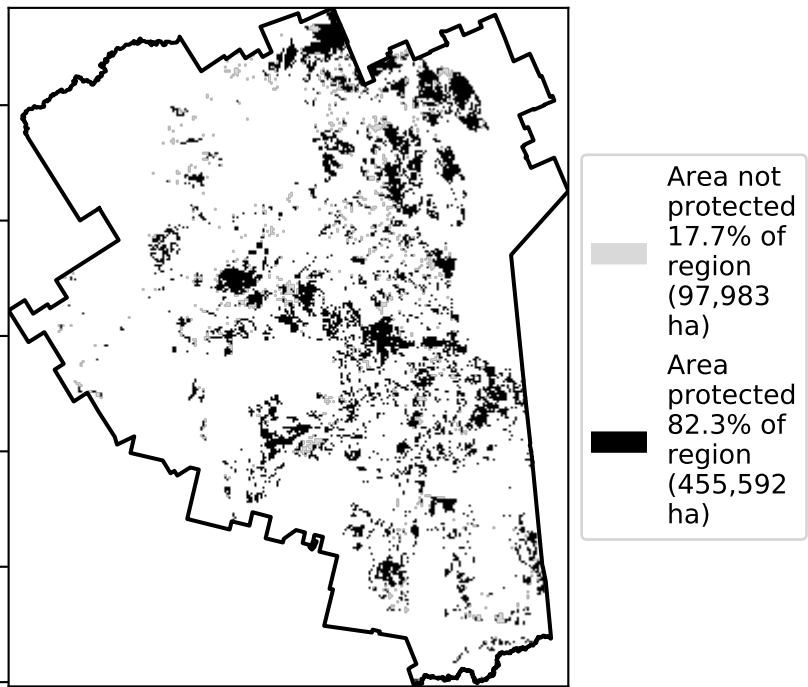 Area not
protected
17.7% of
region
(97,983
ha)
Area
protected
82.3% of
region
(455,592
ha)